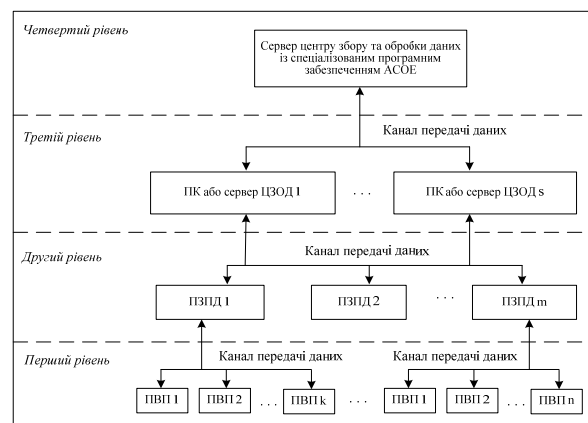 Четвертий рівень
Сервер центру збору та обробки даних
із спеціалізованим програмним
забезпеченням АСОЕ
Третій рівень
Канал передачі даних
ПК або сервер ЦЗОД 1
. . .
ПК або сервер ЦЗОД s
Другий рівень
Канал передачі даних
ПЗПД 1
ПЗПД 2
. . .
ПЗПД m
Перший рівень
Канал передачі даних
Канал передачі даних
ПВП 1
ПВП 2
. . .
ПВП k
. . .
ПВП 1
ПВП 2
. . .
ПВП n